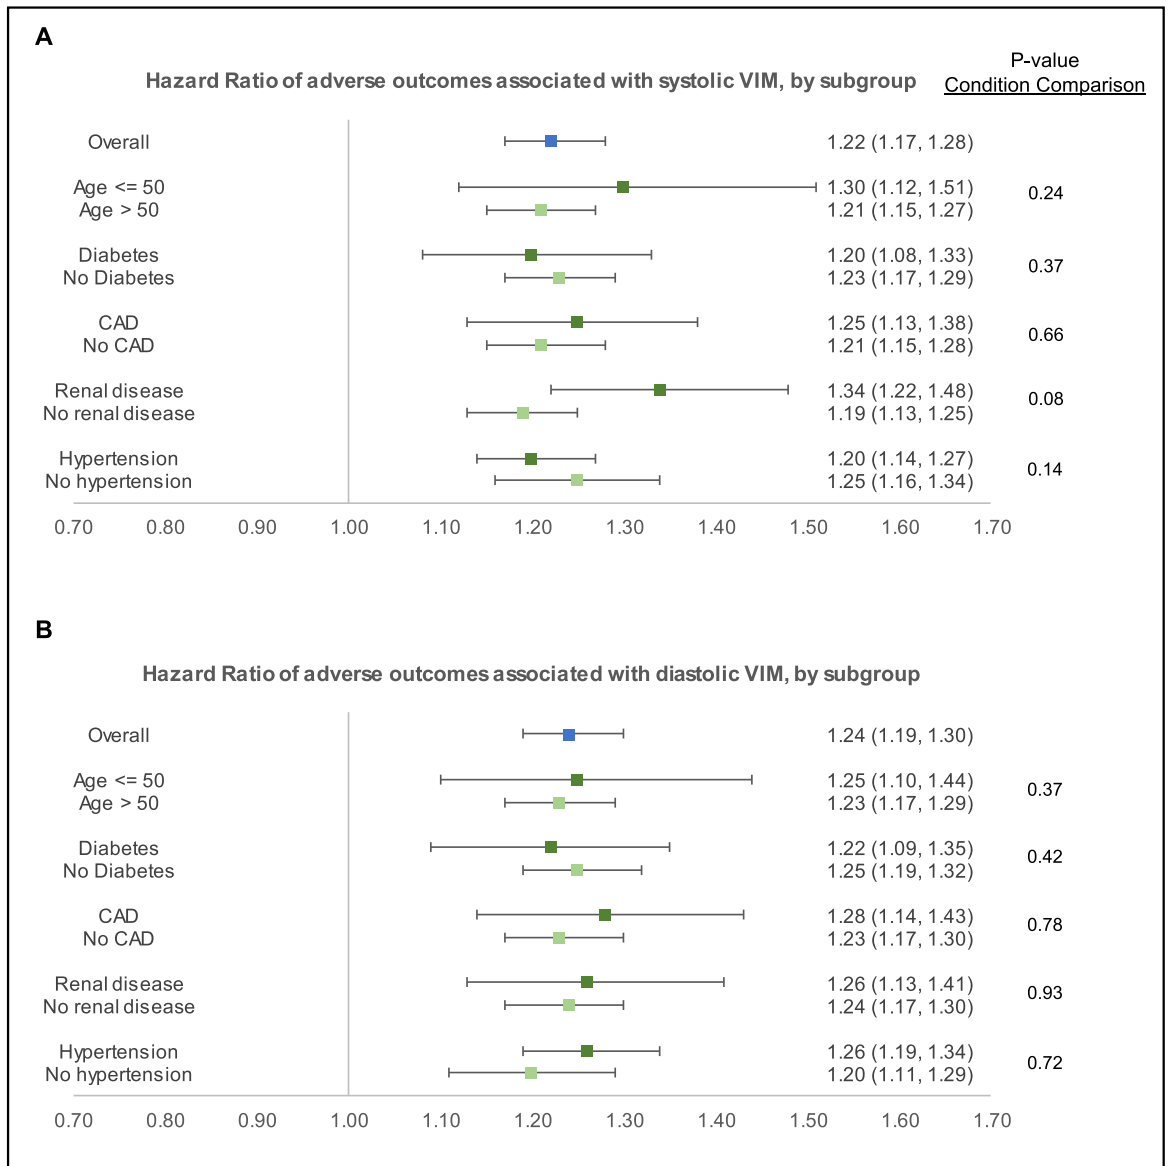 A
P-value
Hazard Ratio of adverse outcomes associated with systolic VIM, by subgroup
Condition Comparison
Overall 1.22 (1.17, 1.28)
Age <= 50 1.30 (1.12, 1.51)
0.24
Age > 50 1.21 (1.15, 1.27)
Diabetes 1.20 (1.08, 1.33)
0.37
No Diabetes 1.23 (1.17, 1.29)
CAD 1.25 (1.13, 1.38)
0.66
No CAD 1.21 (1.15, 1.28)
Renal disease 1.34 (1.22, 1.48)
0.08
No renal disease 1.19 (1.13, 1.25)
Hypertension 1.20 (1.14, 1.27)
0.14
No hypertension 1.25 (1.16, 1.34)
0.70 0.80 0.90 1.00 1.10 1.20 1.30 1.40 1.50 1.60 1.70
B
Hazard Ratio of adverse outcomes associated with diastolic VIM, by subgroup
Overall 1.24 (1.19, 1.30)
Age <= 50 1.25 (1.10, 1.44)
0.37
Age > 50 1.23 (1.17, 1.29)
Diabetes 1.22 (1.09, 1.35)
0.42
No Diabetes 1.25 (1.19, 1.32)
CAD 1.28 (1.14, 1.43)
0.78
No CAD 1.23 (1.17, 1.30)
Renal disease 1.26 (1.13, 1.41)
0.93
No renal disease 1.24 (1.17, 1.30)
Hypertension 1.26 (1.19, 1.34)
0.72
No hypertension 1.20 (1.11, 1.29)
0.70 0.80 0.90 1.00 1.10 1.20 1.30 1.40 1.50 1.60 1.70